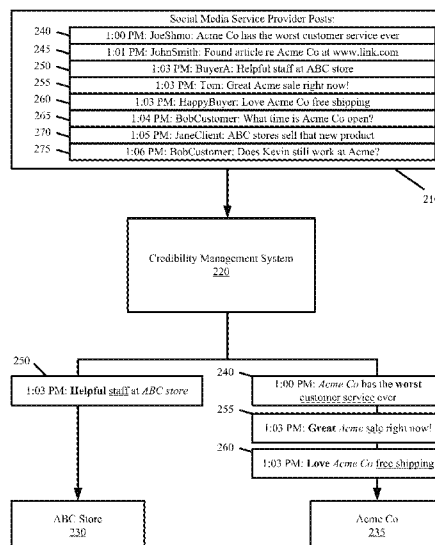 Social Media Service Provider Posts:
240
1:00 PM: JoeShmo: Acme Co has the worst customer service ever
245
1:01 PM: JohnSmith: Found article re Acme Co at www.link.com
250
1:03 PM: BuyerA: Helpful staff at ABC store
255
1:03 PM: Tom: Great Acme sale right now!
260
1:03 PM: HappyBuyer: Love Acme Co free shipping
265
1:04 PM: BobCustomer: What time is Acme Co open?
270
1:05 PM: JaneClient: ABC stores sell that new product
275
1:06 PM: BobCustomer: Does Kevin still work at Acme?
210
Credibility Management System
220
250
1:03 PM: Helpful staff at ABC store
240
1:00 PM: Acme Co has the worst
customer service ever
255
1:03 PM: Great Acme sale right now!
260
1:03 PM: Love Acme Co free shipping
ABC Store
230
Acme Co
235